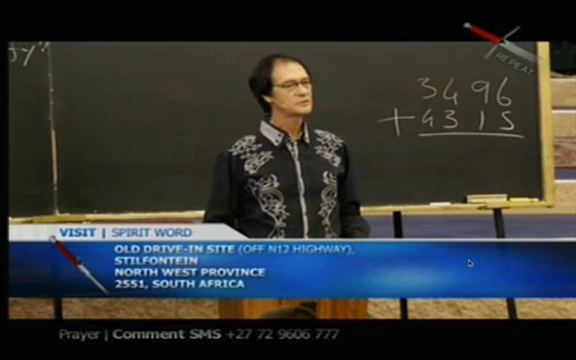 y"
REPEAT
3496
+ 4315
VISIT | SPIRIT WORD
OLD DRIVE-IN SITE (OFF N12 HIGHWAY),
STILFONTEIN
NORTH WEST PROVINCE
2551, SOUTH AFRICA
Prayer | Comment SMS +27 72 9606 777